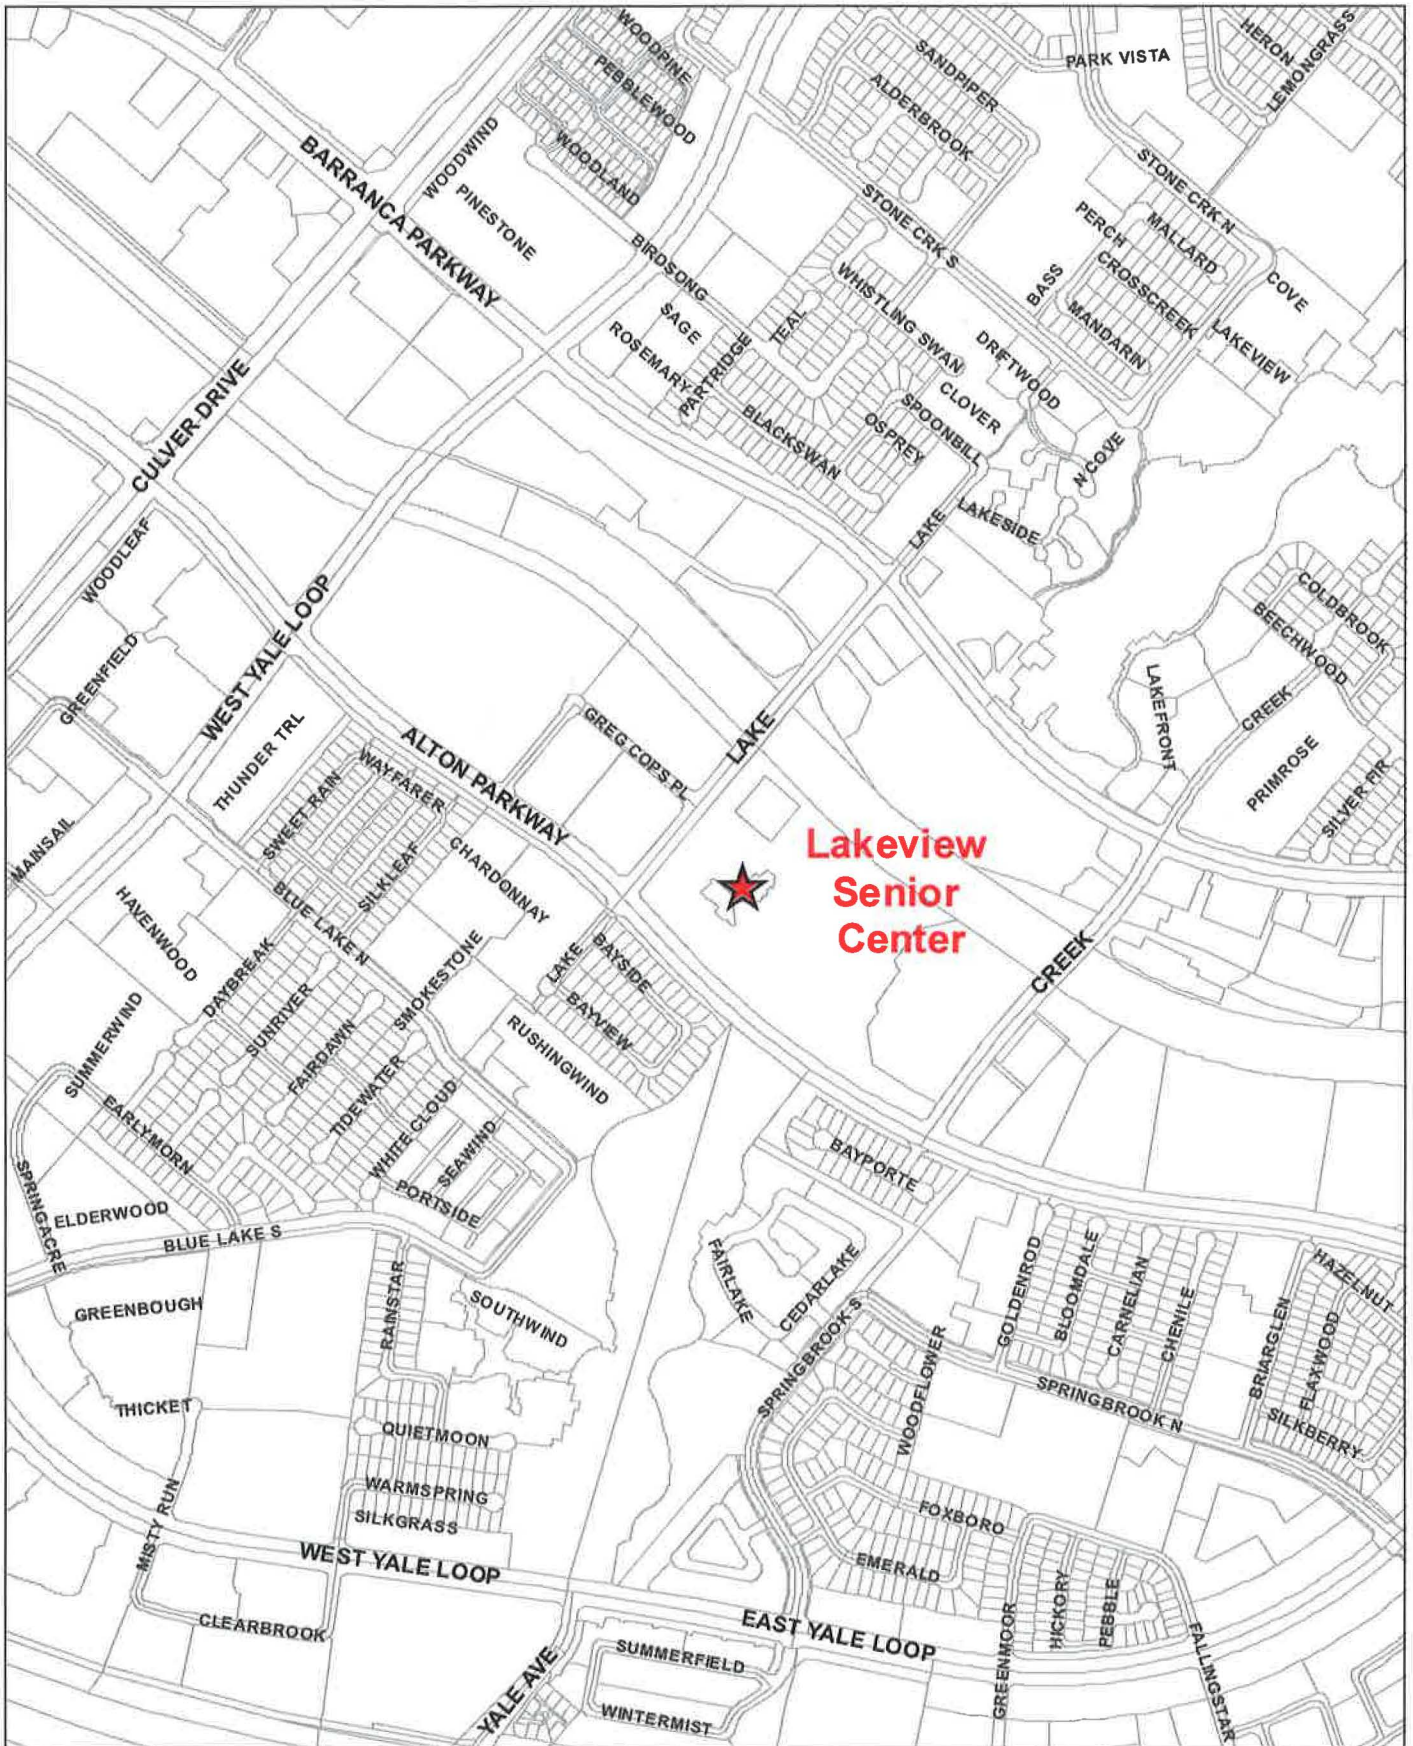 WOODPINE
PEBBLEWOOD
WOODLAND
WOODWIND
PINESTONE
BARRANCA PARKWAY
BIRDSONG
SAGE
ROSEMARY
PARTRIDGE
TEAL
SANDPIPER
ALDERBROOK
PARK VISTA
HERON
LEMONGRASS
STONE CRK N
STONE CRK S
PERCH
MALLARD
CROSSCREEK
BASS
MANDARIN
COVE
LAKEVIEW
WHISTLING SWAN
DRIFTWOOD
CLOVER
SPOONBILL
OSPREY
BLACKSWAN
N COVE
LAKESIDE
LAKE
CULVER DRIVE
WOODLEAF
GREENFIELD
WEST YALE LOOP
THUNDER TRL
ALTON PARKWAY
GREG COPS PL
LAKE
COLDBROOK
BEECHWOOD
LAKEFRONT
CREEK
PRIMROSE
SILVER FIR
MAINSAIL
SWEET RAIN
WAYFARER
SILKLEAF
CHARDONNAY
Lakeview
Senior
Center
HAVENWOOD
BLUE LAKE N
DAYBREAK
SMOKESTONE
LAKE
BAYSIDE
BAYVIEW
CREEK
SUMMERWIND
SUNRIVER
FAIRDAWN
TIDEWATER
WHITE CLOUD
SEAWIND
RUSHINGWIND
EARLYMORN
PORTSIDE
BAYPORTE
SPRINGACRE
ELDERWOOD
BLUE LAKE S
FAIRLAKE
CEDARLAKE
GOLDENROD
BLOOMDALE
CARNELIAN
CHENILE
HAZELNUT
GREENBOUGH
RAINSTAR
SOUTHWIND
SPRINGBROOK S
WOODFLOWER
BRIARGLEN
FLAXWOOD
SPRINGBROOK N
SILKBERRY
THICKET
QUIETMOON
WARMSPRING
SILKGRASS
MISTY RUN
FOXBORO
EMERALD
WEST YALE LOOP
CLEARBROOK
EAST YALE LOOP
HICKORY
PEBBLE
GREENMOOR
FALLINGSTAR
YALE AVE
SUMMERFIELD
WINTERMIST